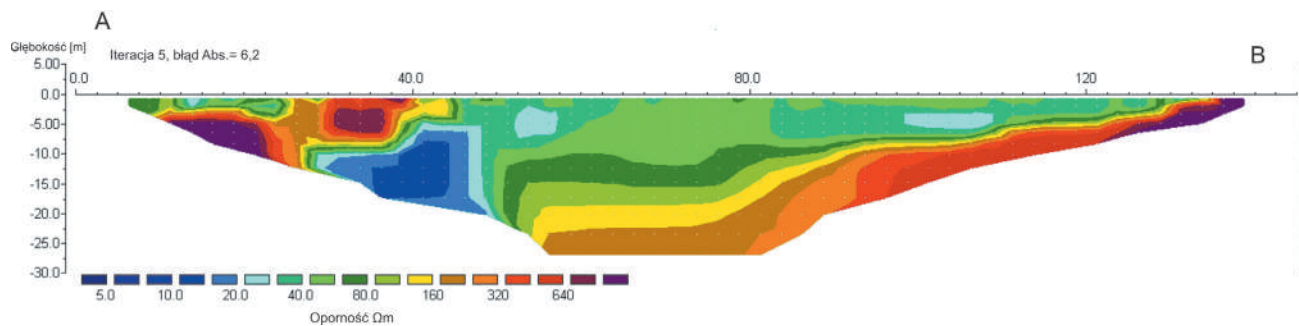 A
B
Głębokość [m]
Iteracja 5, błąd Abs.= 6,2
5.00
0.0 40.0 80.0 120
0.0
-5.00
-10.0
-15.0
-20.0
-25.0
-30.0
5.0 10.0 20.0 40.0 80.0 160 320 640
Oporność Ωm